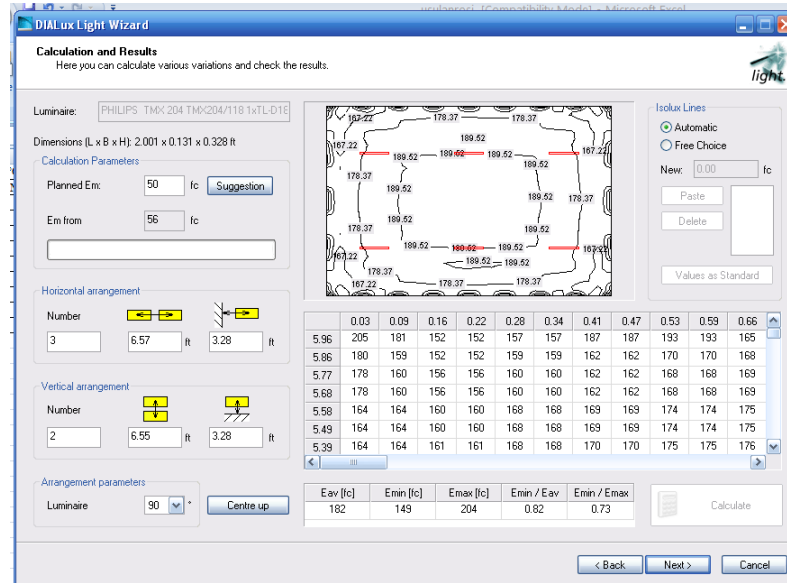 usulanrosi [Compatibility Mode] - Microsoft Excel
DIALux Light Wizard
Calculation and Results
Here you can calculate various variations and check the results.
light.
Luminaire: PHILIPS TMX 204 TMX204/118 1xTL-D18
Dimensions (L x B x H): 2.001 x 0.131 x 0.328 ft
Calculation Parameters
Planned Em: 50 fc Suggestion
Em from 56 fc
Horizontal arrangement
Number
3 6.57 ft 3.28 ft
Vertical arrangement
Number
2 6.55 ft 3.28 ft
Arrangement parameters
Luminaire 90 ° Centre up
167.22 178.37 178.37
189.52
167.22 189.52 189.52 189.52 167.22
178.37 189.52
189.52 178.37
189.52
178.37 189.52
189.52 189.52 189.52 167.22
167.22 189.52 189.52
178.37
167.22 178.37 167.22
Isolux Lines
Automatic
Free Choice
New: 0.00 fc
Paste
Delete
Values as Standard
0.03 0.09 0.16 0.22 0.28 0.34 0.41 0.47 0.53 0.59 0.66
5.96 205 181 152 152 157 157 187 187 193 193 165
5.86 180 159 152 152 159 159 162 162 170 170 168
5.77 178 160 156 156 160 160 162 162 168 168 169
5.68 178 160 156 156 160 160 162 162 168 168 169
5.58 164 164 160 160 168 168 169 169 174 174 175
5.49 164 164 160 160 168 168 169 169 174 174 175
5.39 164 164 161 161 168 168 170 170 175 175 176
Eav [fc] Emin [fc] Emax [fc] Emin / Eav Emin / Emax
182 149 204 0.82 0.73
Calculate
< Back Next > Cancel